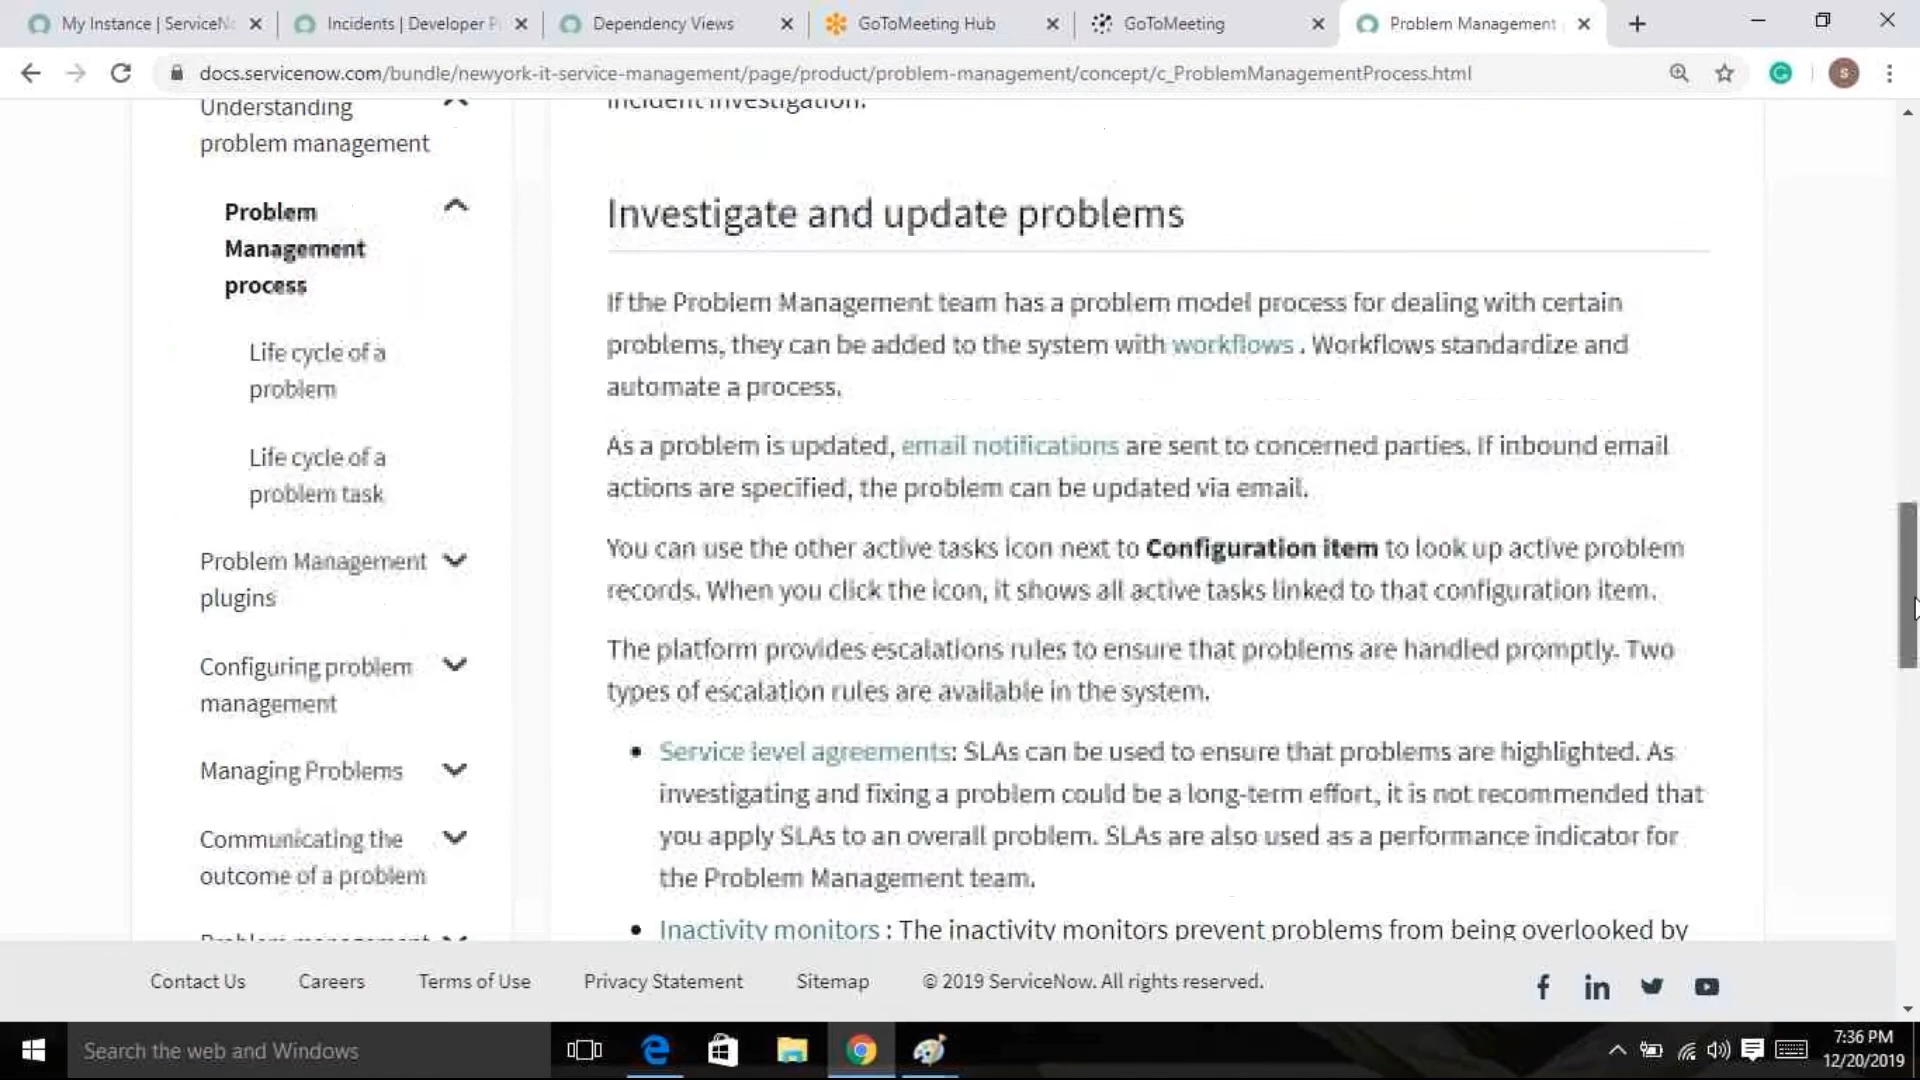 My Instance | ServiceN
Incidents | Developer P
Dependency Views
GoToMeeting Hub
GoToMeeting
Problem Management
docs.servicenow.com/bundle/newyork-it-service-management/page/product/problem-management/concept/c_ProblemManagementProcess.html
S
Understanding
problem management
Problem
Management
process
Life cycle of a
problem
Life cycle of a
problem task
Problem Management
plugins
Configuring problem
management
Managing Problems
Communicating the
outcome of a problem
Problem management
incident investigation.
Investigate and update problems
If the Problem Management team has a problem model process for dealing with certain
problems, they can be added to the system with workflows . Workflows standardize and
automate a process.
As a problem is updated, email notifications are sent to concerned parties. If inbound email
actions are specified, the problem can be updated via email.
You can use the other active tasks icon next to Configuration item to look up active problem
records. When you click the icon, it shows all active tasks linked to that configuration item.
The platform provides escalations rules to ensure that problems are handled promptly. Two
types of escalation rules are available in the system.
• Service level agreements: SLAs can be used to ensure that problems are highlighted. As
investigating and fixing a problem could be a long-term effort, it is not recommended that
you apply SLAs to an overall problem. SLAs are also used as a performance indicator for
the Problem Management team.
• Inactivity monitors : The inactivity monitors prevent problems from being overlooked by
Contact Us
Careers
Terms of Use
Privacy Statement
Sitemap
© 2019 ServiceNow. All rights reserved.
Search the web and Windows
7:36 PM
12/20/2019